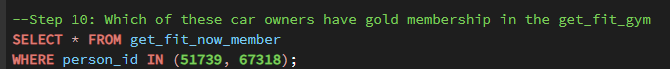 --Step 10: Which of these car owners have gold membership in the get_fit_gym
SELECT * FROM get_fit_now_member
WHERE person_id IN (51739, 67318);